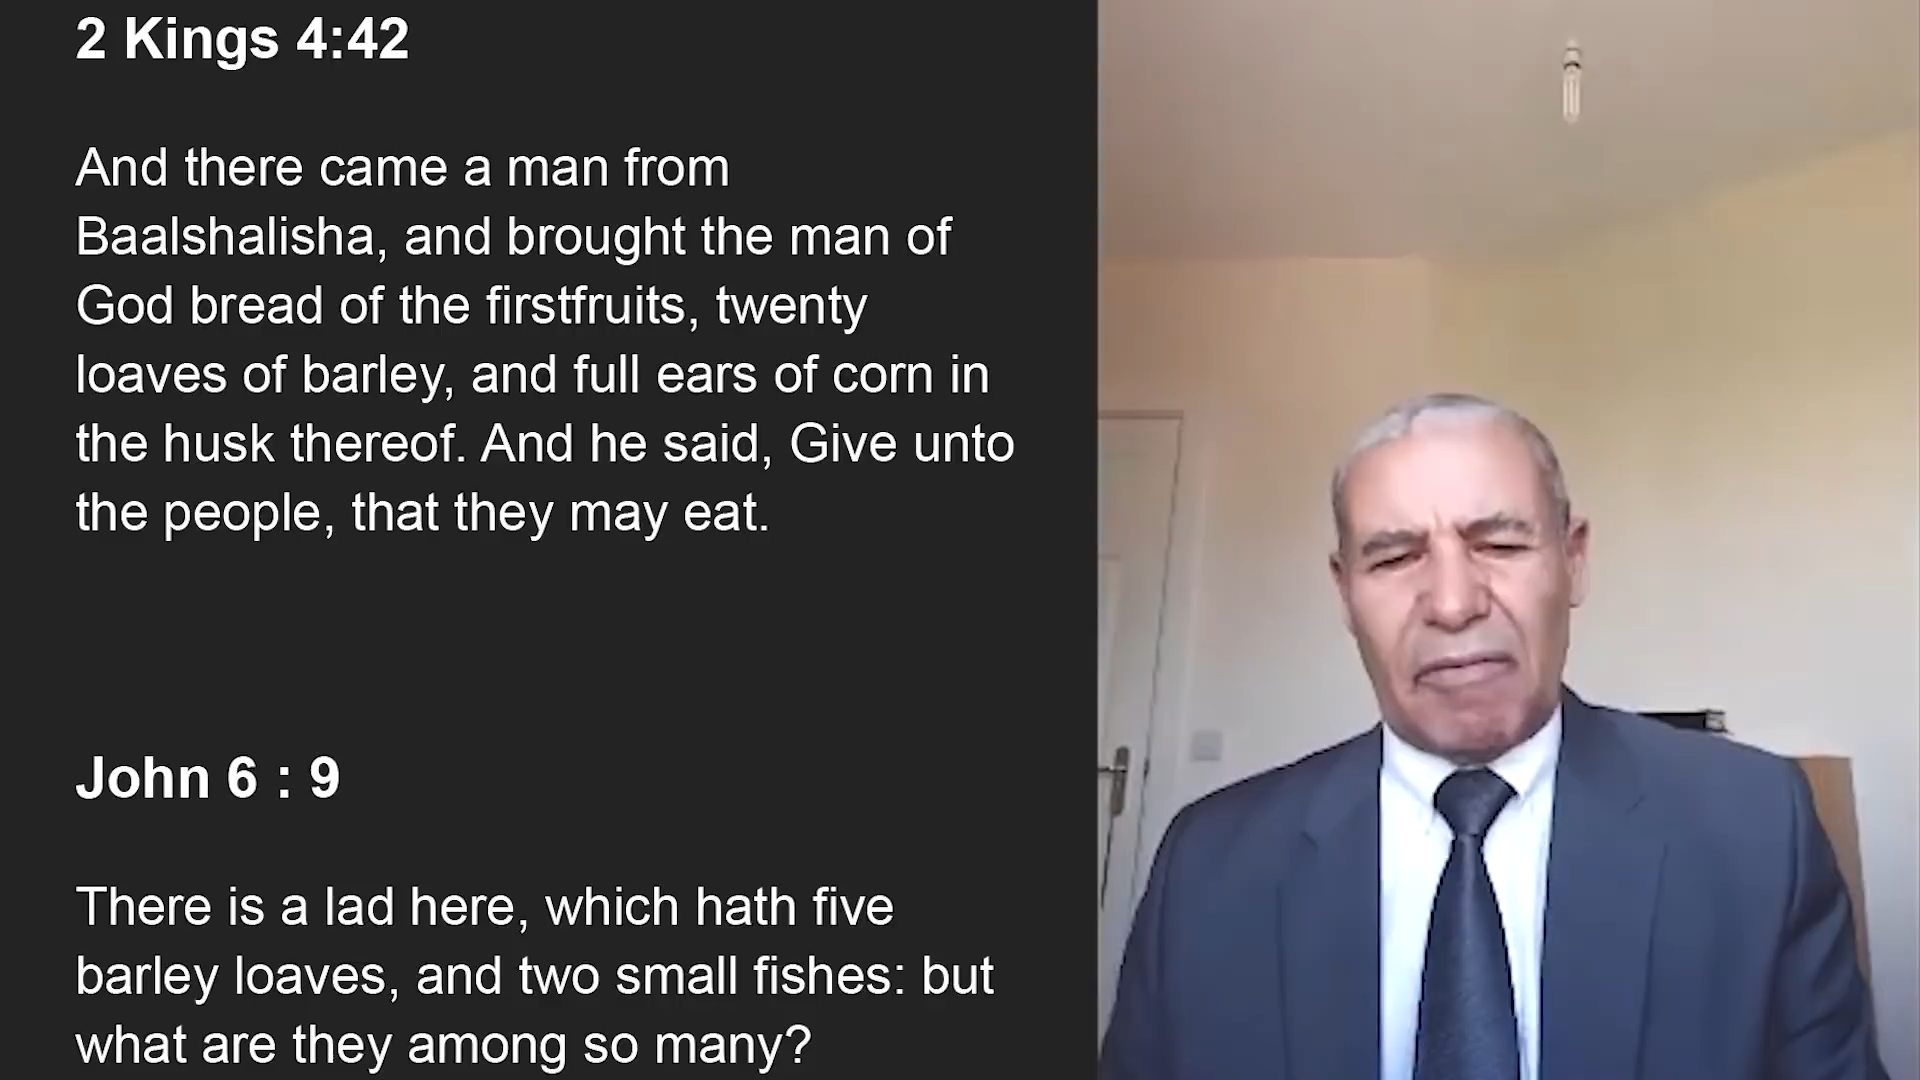 2 Kings 4:42
And there came a man from
Baalshalisha, and brought the man of
God bread of the firstfruits, twenty
loaves of barley, and full ears of corn in
the husk thereof. And he said, Give unto
the people, that they may eat.
John 6 : 9
There is a lad here, which hath five
barley loaves, and two small fishes: but
what are they among so many?